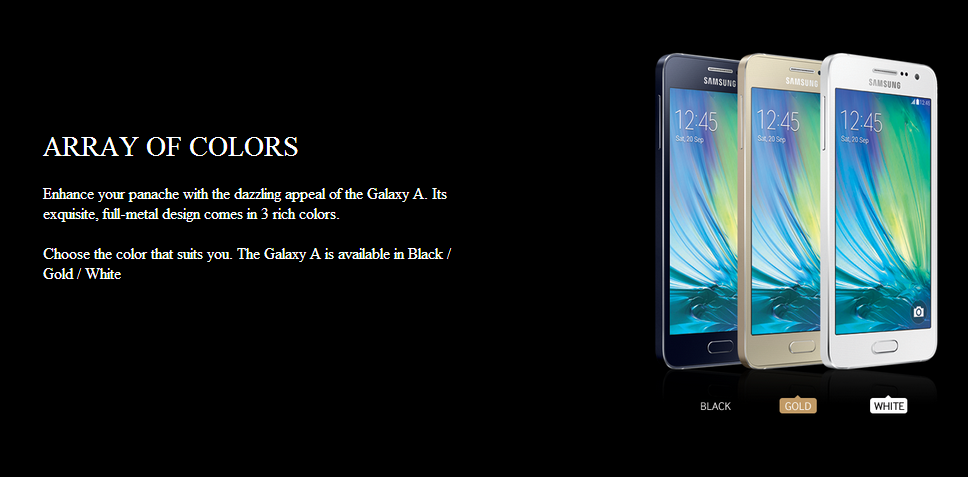 ARRAY OF COLORS
Enhance your panache with the dazzling appeal of the Galaxy A. Its
exquisite, full-metal design comes in 3 rich colors.
Choose the color that suits you. The Galaxy A is available in Black /
Gold / White
SAMSUNG
SAMSUNG
SAMSUNG
12:45
12:45
12:45
12:45
Sat, 20 Sep
Sat, 20 Sep
Sat, 20 Sep
BLACK
GOLD
WHITE